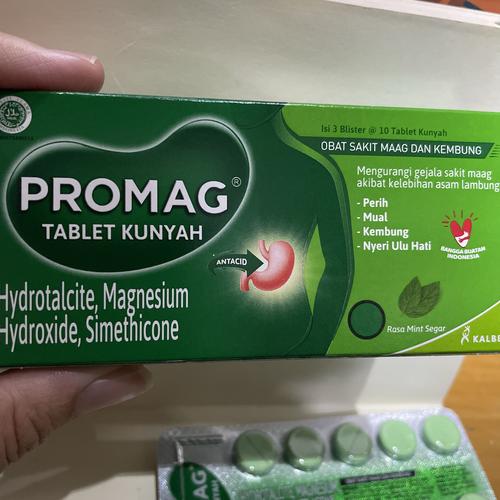 Isi 3 Blister @ 10 Tablet Kunyah
OBAT SAKIT MAAG DAN KEMBUNG
PROMAG®
TABLET KUNYAH
Mengurangi gejala sakit maag
akibat kelebihan asam lambung
- Perih
- Mual
- Kembung
- Nyeri Ulu Hati
BANGGA BUATAN
INDONESIA
ANTACID
Hydrotalcite, Magnesium
Hydroxide, Simethicone
Rasa Mint Segar
KALBE
MAG